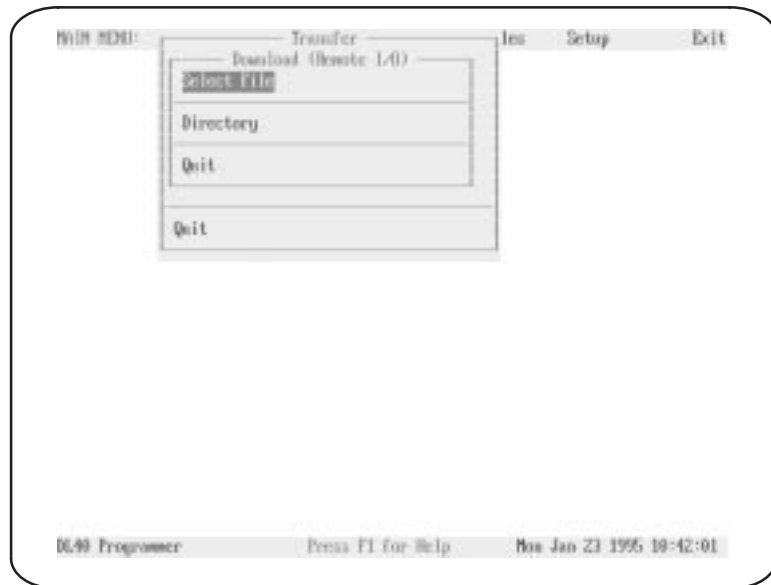 MAIN MENU: Transfer les Setup Exit
Download (Remote I/O)
Select File
Directory
Quit
Quit
DL40 Programmer Press F1 for Help Mon Jan 23 1995 10:42:01